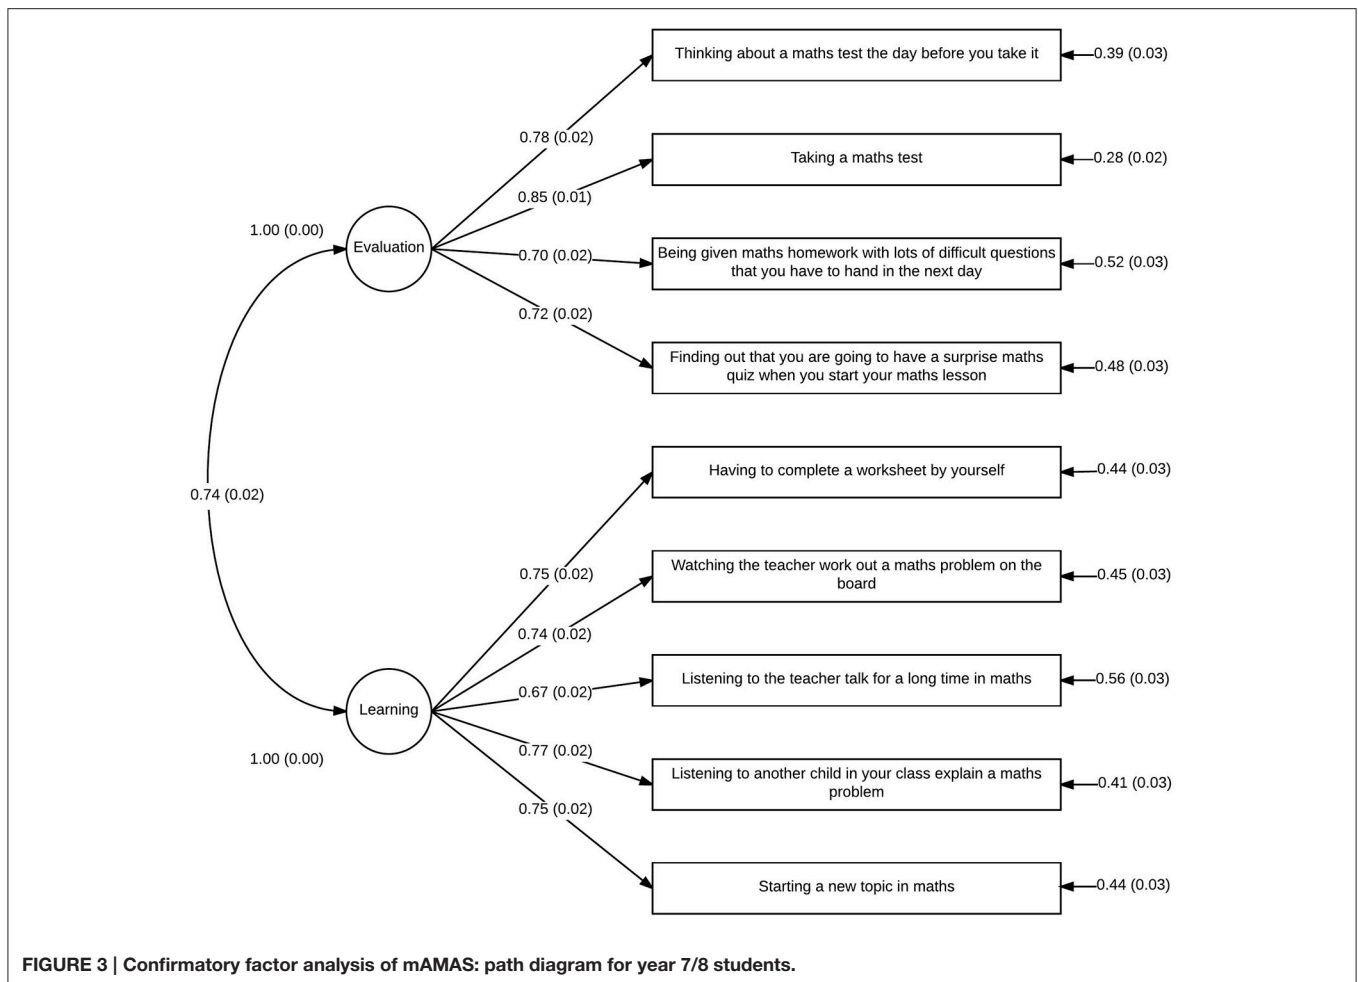 Thinking about a maths test the day before you take it
0.39 (0.03)
0.78 (0.02)
Taking a maths test
0.28 (0.02)
0.85 (0.01)
1.00 (0.00)
Evaluation
0.70 (0.02)
Being given maths homework with lots of difficult questions
that you have to hand in the next day
0.52 (0.03)
0.72 (0.02)
Finding out that you are going to have a surprise maths
quiz when you start your maths lesson
0.48 (0.03)
0.74 (0.02)
Having to complete a worksheet by yourself
0.44 (0.03)
0.75 (0.02)
Watching the teacher work out a maths problem on the
board
0.45 (0.03)
0.74 (0.02)
Listening to the teacher talk for a long time in maths
0.56 (0.03)
0.67 (0.02)
Learning
1.00 (0.00)
0.77 (0.02)
Listening to another child in your class explain a maths
problem
0.41 (0.03)
0.75 (0.02)
Starting a new topic in maths
0.44 (0.03)
FIGURE 3 | Confirmatory factor analysis of mAMAS: path diagram for year 7/8 students.